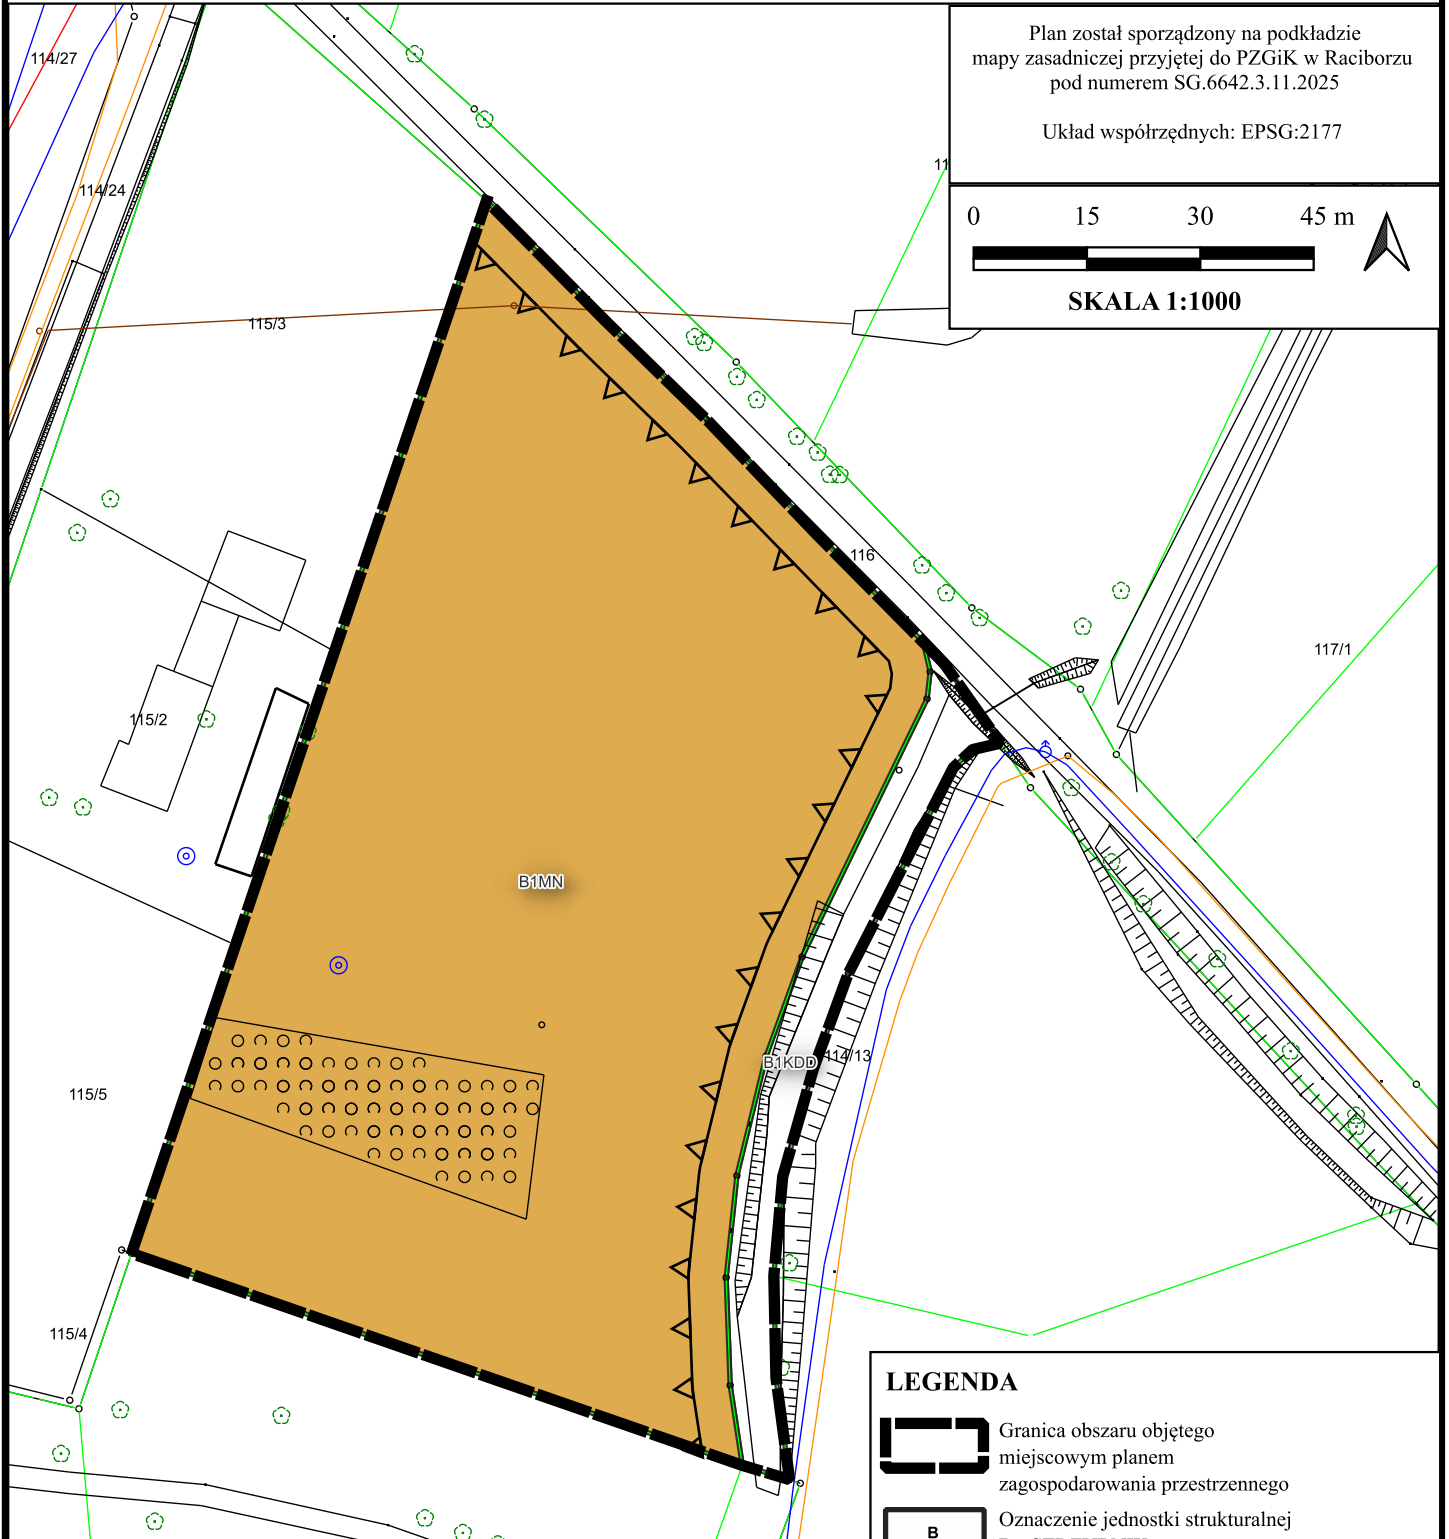 Plan został sporządzony na podkładzie
mapy zasadniczej przyjętej do PZGiK w Raciborzu
pod numerem SG.6642.3.11.2025
Układ współrzędnych: EPSG:2177
0 15 30 45 m
SKALA 1:1000
114/27
114/24
115/3
116
117/1
115/2
B1MN
B1KDD
114/13
115/5
115/4
LEGENDA
Granica obszaru objętego
miejscowym planem
zagospodarowania przestrzennego
B
Oznaczenie jednostki strukturalnej